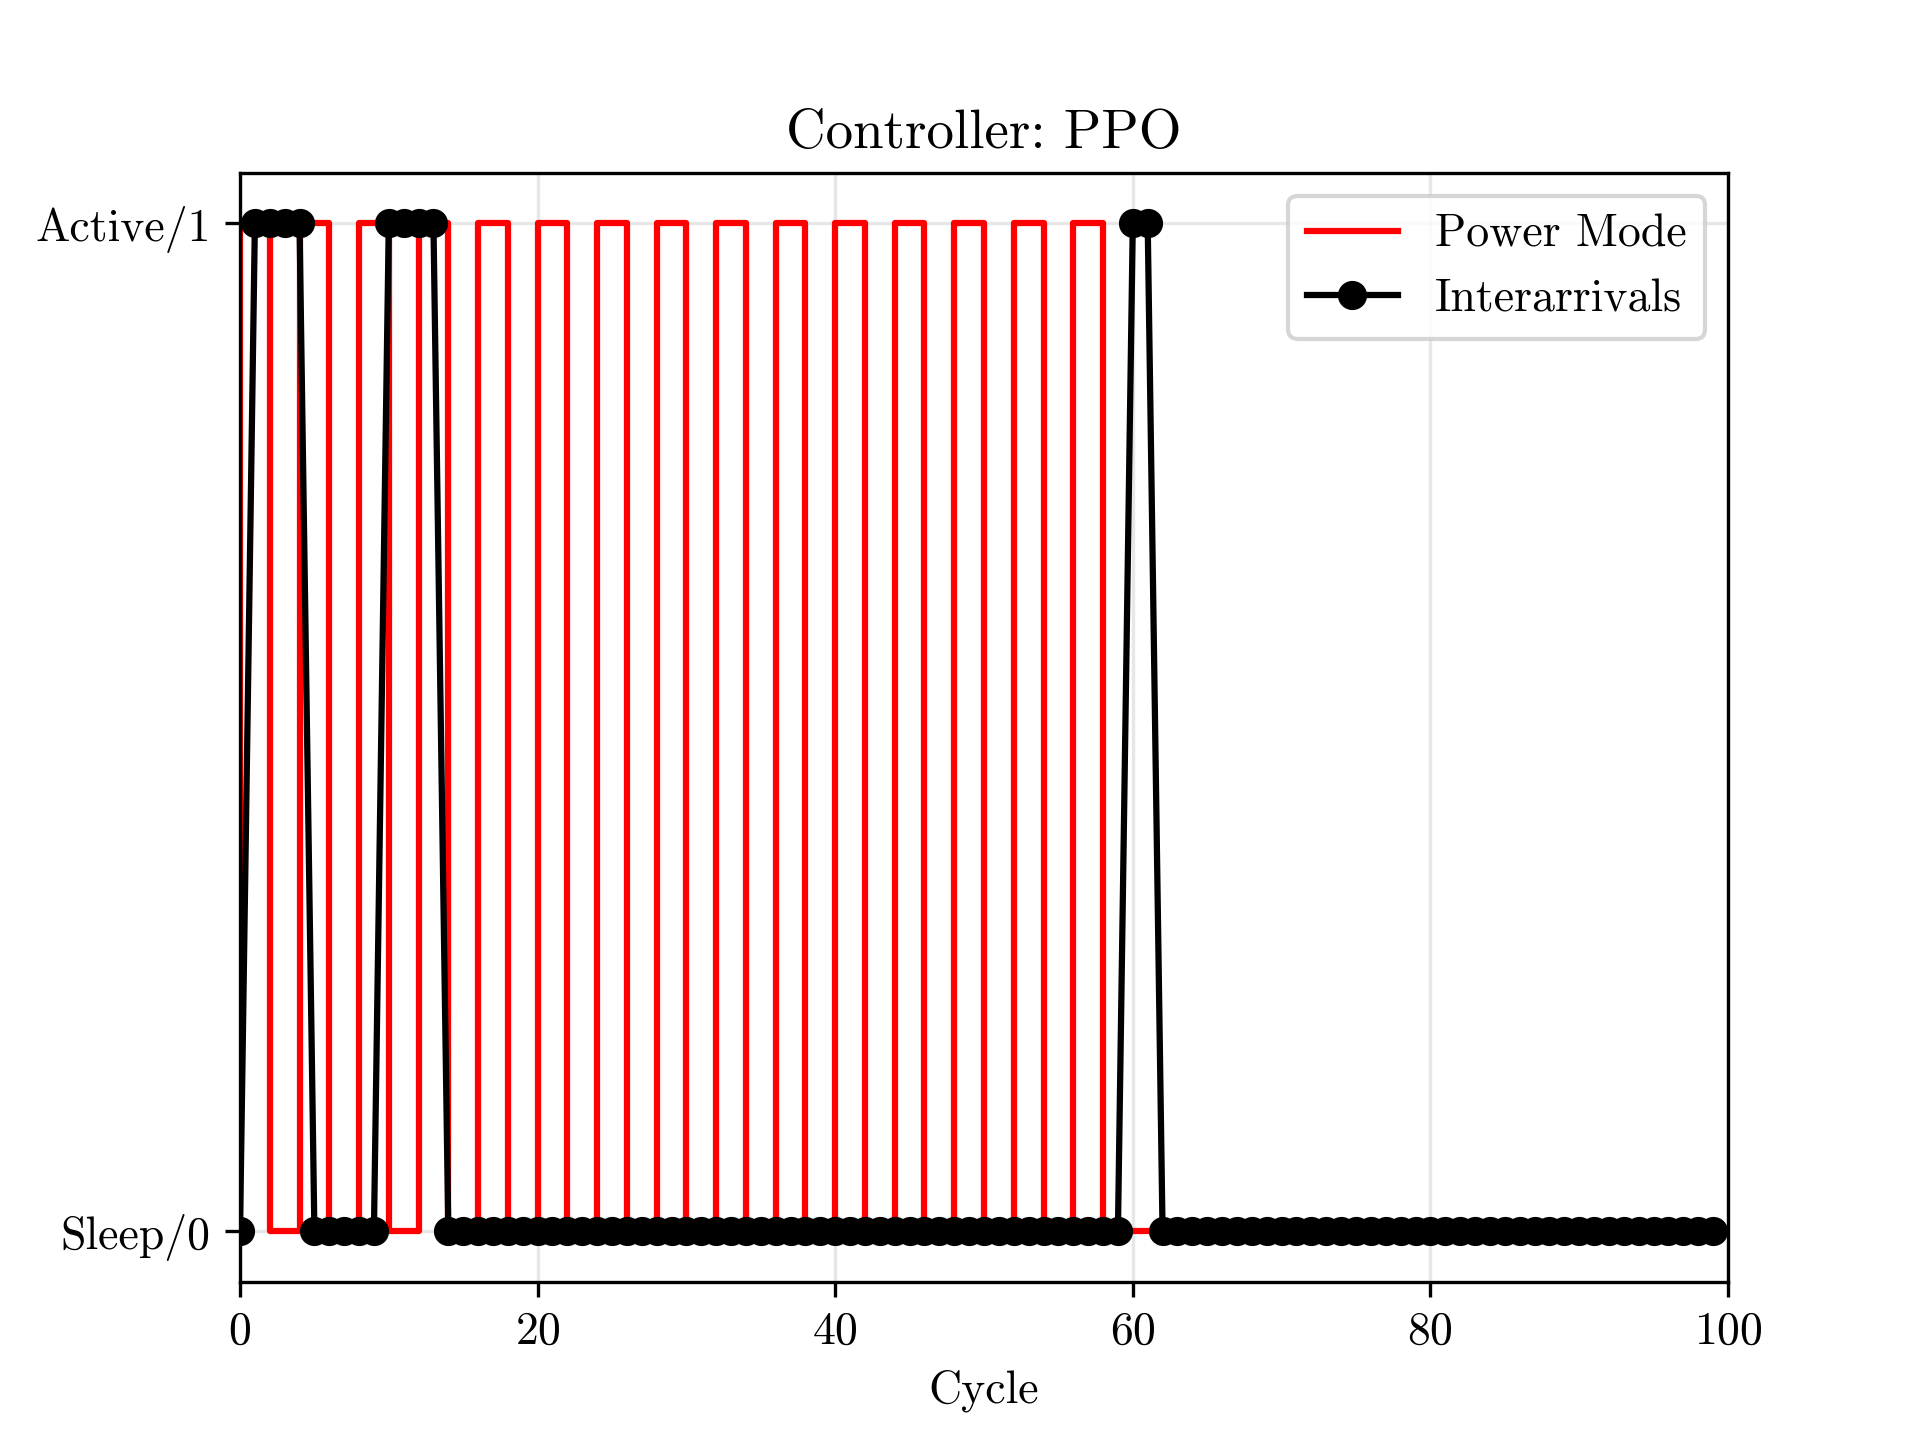 Controller: PPO
Active/1
Power Mode
Interarrivals
Sleep/0
0 20 40 60 80 100
Cycle